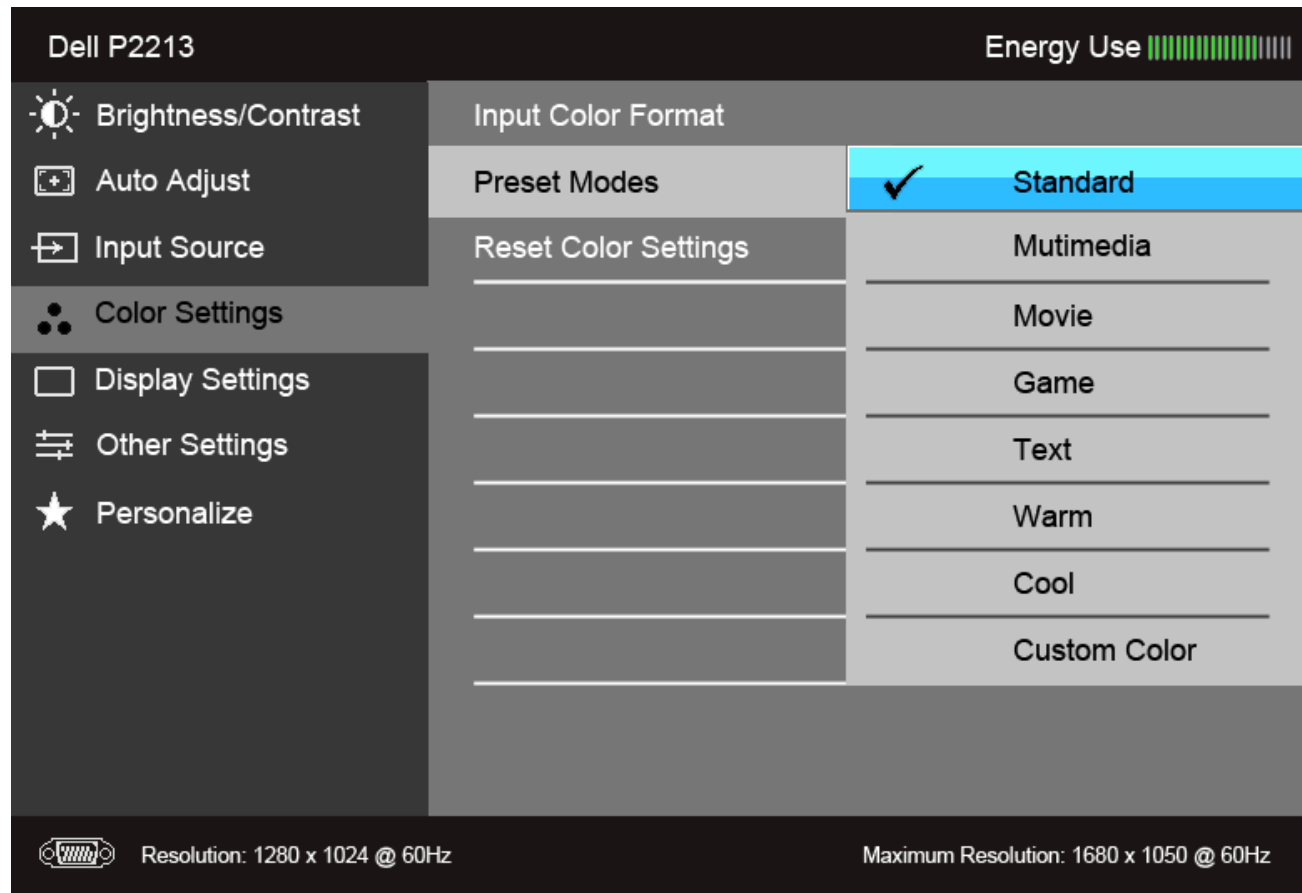 Dell P2213 Energy Use
Brightness/Contrast Input Color Format
Auto Adjust Preset Modes Standard
Input Source Reset Color Settings Mutimedia
Color Settings Movie
Display Settings Game
Other Settings Text
Personalize Warm
Cool
Custom Color
Resolution: 1280 x 1024 @ 60Hz Maximum Resolution: 1680 x 1050 @ 60Hz